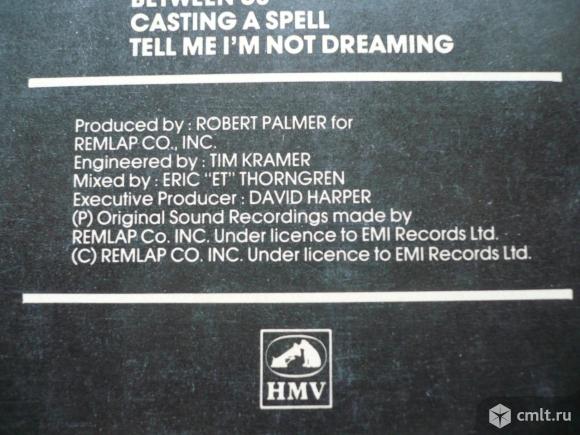 BETWEEN US
CASTING A SPELL
TELL ME I'M NOT DREAMING
Produced by : ROBERT PALMER for
REMLAP CO., INC.
Engineered by : TIM KRAMER
Mixed by : ERIC "ET" THORNGREN
Executive Producer : DAVID HARPER
(P) Original Sound Recordings made by
REMLAP Co. INC. Under licence to EMI Records Ltd.
(C) REMLAP CO. INC. Under licence to EMI Records Ltd.
HMV
cmlt.ru